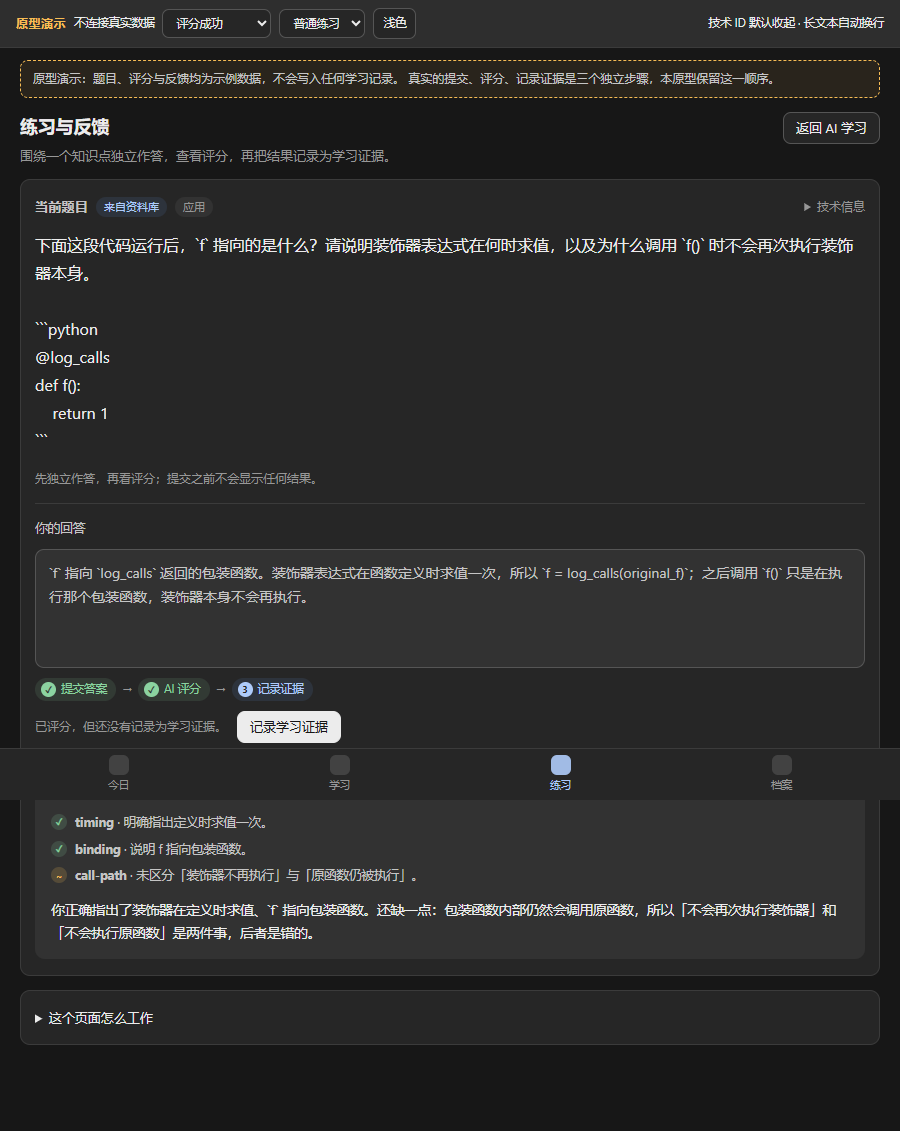 原型演示 不连接真实数据 评分成功 普通练习 浅色 技术 ID 默认收起 · 长文本自动换行
原型演示：题目、评分与反馈均为示例数据，不会写入任何学习记录。 真实的提交、评分、记录证据是三个独立步骤，本原型保留这一顺序。
练习与反馈
返回 AI 学习
围绕一个知识点独立作答，查看评分，再把结果记录为学习证据。
当前题目 来自资料库 应用 ▶ 技术信息
下面这段代码运行后，`f` 指向的是什么？请说明装饰器表达式在何时求值，以及为什么调用 `f()` 时不会再次执行装饰
器本身。
```python
@log_calls
def f():
    return 1
```
先独立作答，再看评分；提交之前不会显示任何结果。
你的回答
`f` 指向 `log_calls` 返回的包装函数。装饰器表达式在函数定义时求值一次，所以 `f = log_calls(original_f)`；之后调用 `f()` 只是在执
行那个包装函数，装饰器本身不会再执行。
✓ 提交答案 → ✓ AI 评分 → 3 记录证据
已评分，但还没有记录为学习证据。 记录学习证据
今日 学习 练习 档案
✓ timing · 明确指出定义时求值一次。
✓ binding · 说明 f 指向包装函数。
~ call-path · 未区分「装饰器不再执行」与「原函数仍被执行」。
你正确指出了装饰器在定义时求值、`f` 指向包装函数。还缺一点：包装函数内部仍然会调用原函数，所以「不会再次执行装饰器」和
「不会执行原函数」是两件事，后者是错的。
▶ 这个页面怎么工作